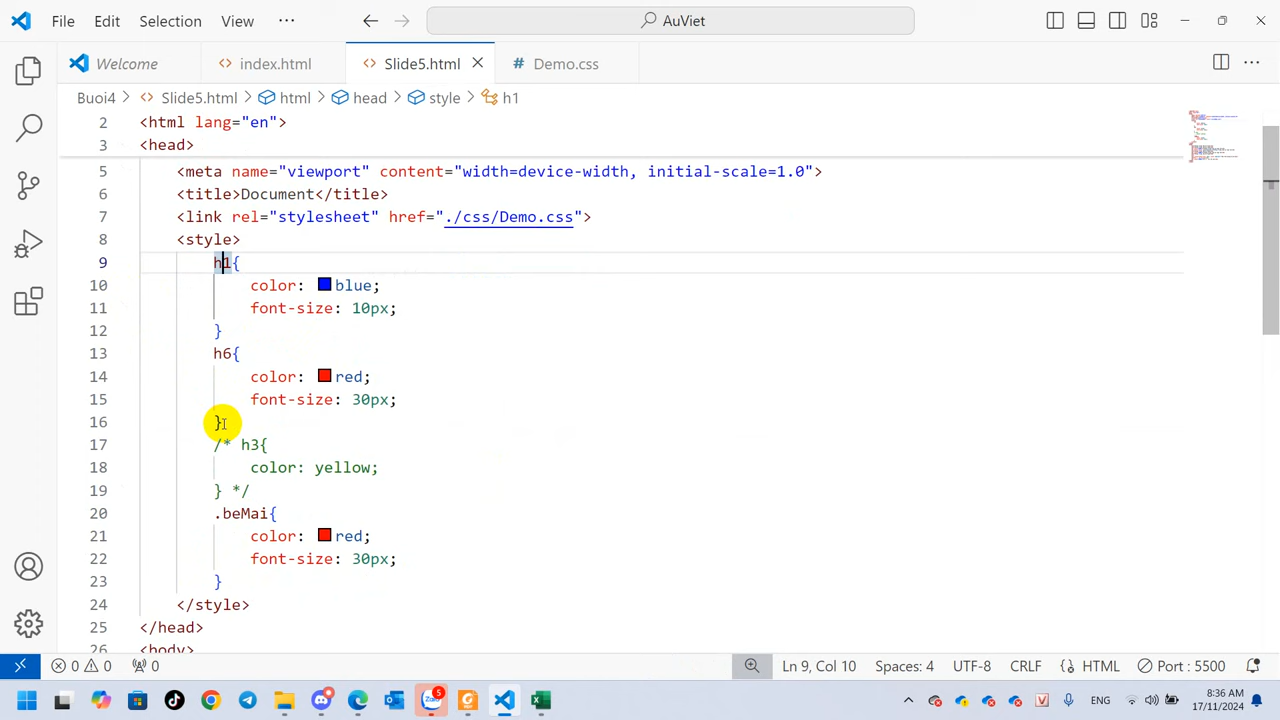 File Edit Selection View ··· AuViet
Welcome index.html Slide5.html Demo.css
Buoi4 > Slide5.html > html > head > style > h1
2 <html lang="en">
3 <head>
5 <meta name="viewport" content="width=device-width, initial-scale=1.0">
6 <title>Document</title>
7 <link rel="stylesheet" href="./css/Demo.css">
8 <style>
9 h1{
10 color: blue;
11 font-size: 10px;
12 }
13 h6{
14 color: red;
15 font-size: 30px;
16 }
17 /* h3{
18 color: yellow;
19 } */
20 .beMai{
21 color: red;
22 font-size: 30px;
23 }
24 </style>
25 </head>
26 <body>
0 0 0 Ln 9, Col 10 Spaces: 4 UTF-8 CRLF HTML Port : 5500
Zalo 5 ENG 8:36 AM
17/11/2024